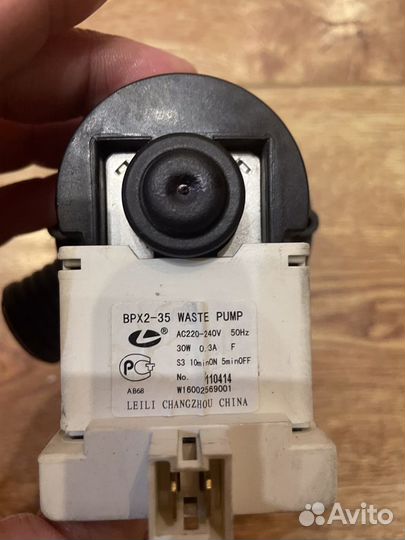 BPX2-35 WASTE PUMP
AC220-240V 50Hz
30W 0.3A F
S3 10minON 5minOFF
No. 110414
АВ68 W16002569001
LEILI CHANGZHOU CHINA
Avito